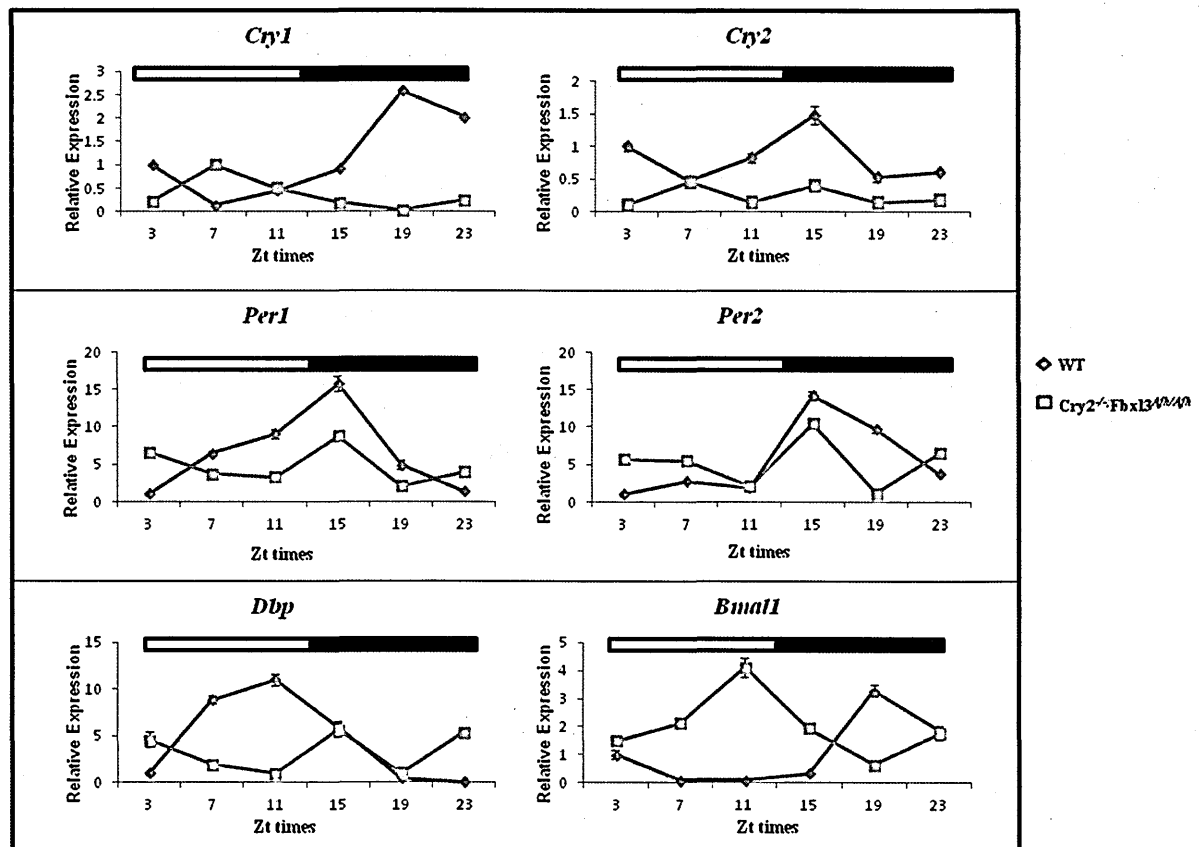 Cry1
Relative Expression
3
2.5
2
1.5
1
0.5
0
3 7 11 15 19 23
Zt times
Cry2
Relative Expression
2
1.5
1
0.5
0
3 7 11 15 19 23
Zt times
Per1
Relative Expression
20
15
10
5
0
3 7 11 15 19 23
Zt times
Per2
Relative Expression
20
15
10
5
0
3 7 11 15 19 23
Zt times
WT
Cry2-/-Fbxl3Afh/Afh
Dbp
Relative Expression
15
10
5
0
3 7 11 15 19 23
Zt times
Bmal1
Relative Expression
5
4
3
2
1
0
3 7 11 15 19 23
Zt times